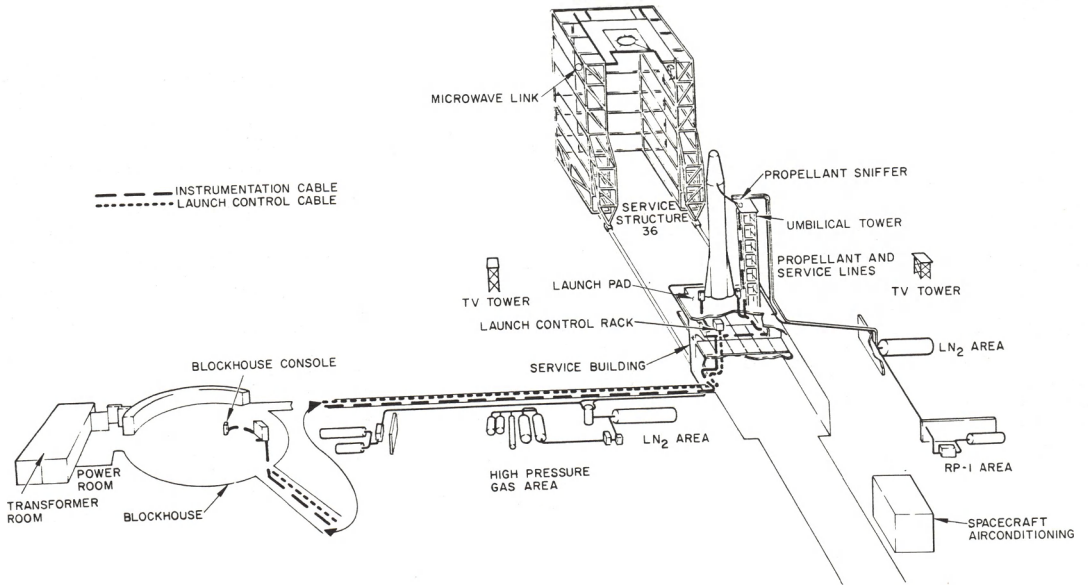 MICROWAVE LINK
PROPELLANT SNIFFER
INSTRUMENTATION CABLE
LAUNCH CONTROL CABLE
SERVICE
STRUCTURE
36
UMBILICAL TOWER
PROPELLANT AND
SERVICE LINES
TV TOWER
LAUNCH PAD
TV TOWER
LAUNCH CONTROL RACK
LN₂ AREA
BLOCKHOUSE CONSOLE
SERVICE BUILDING
LN₂ AREA
HIGH PRESSURE
GAS AREA
RP-1 AREA
POWER
ROOM
TRANSFORMER
ROOM
BLOCKHOUSE
SPACECRAFT
AIRCONDITIONING